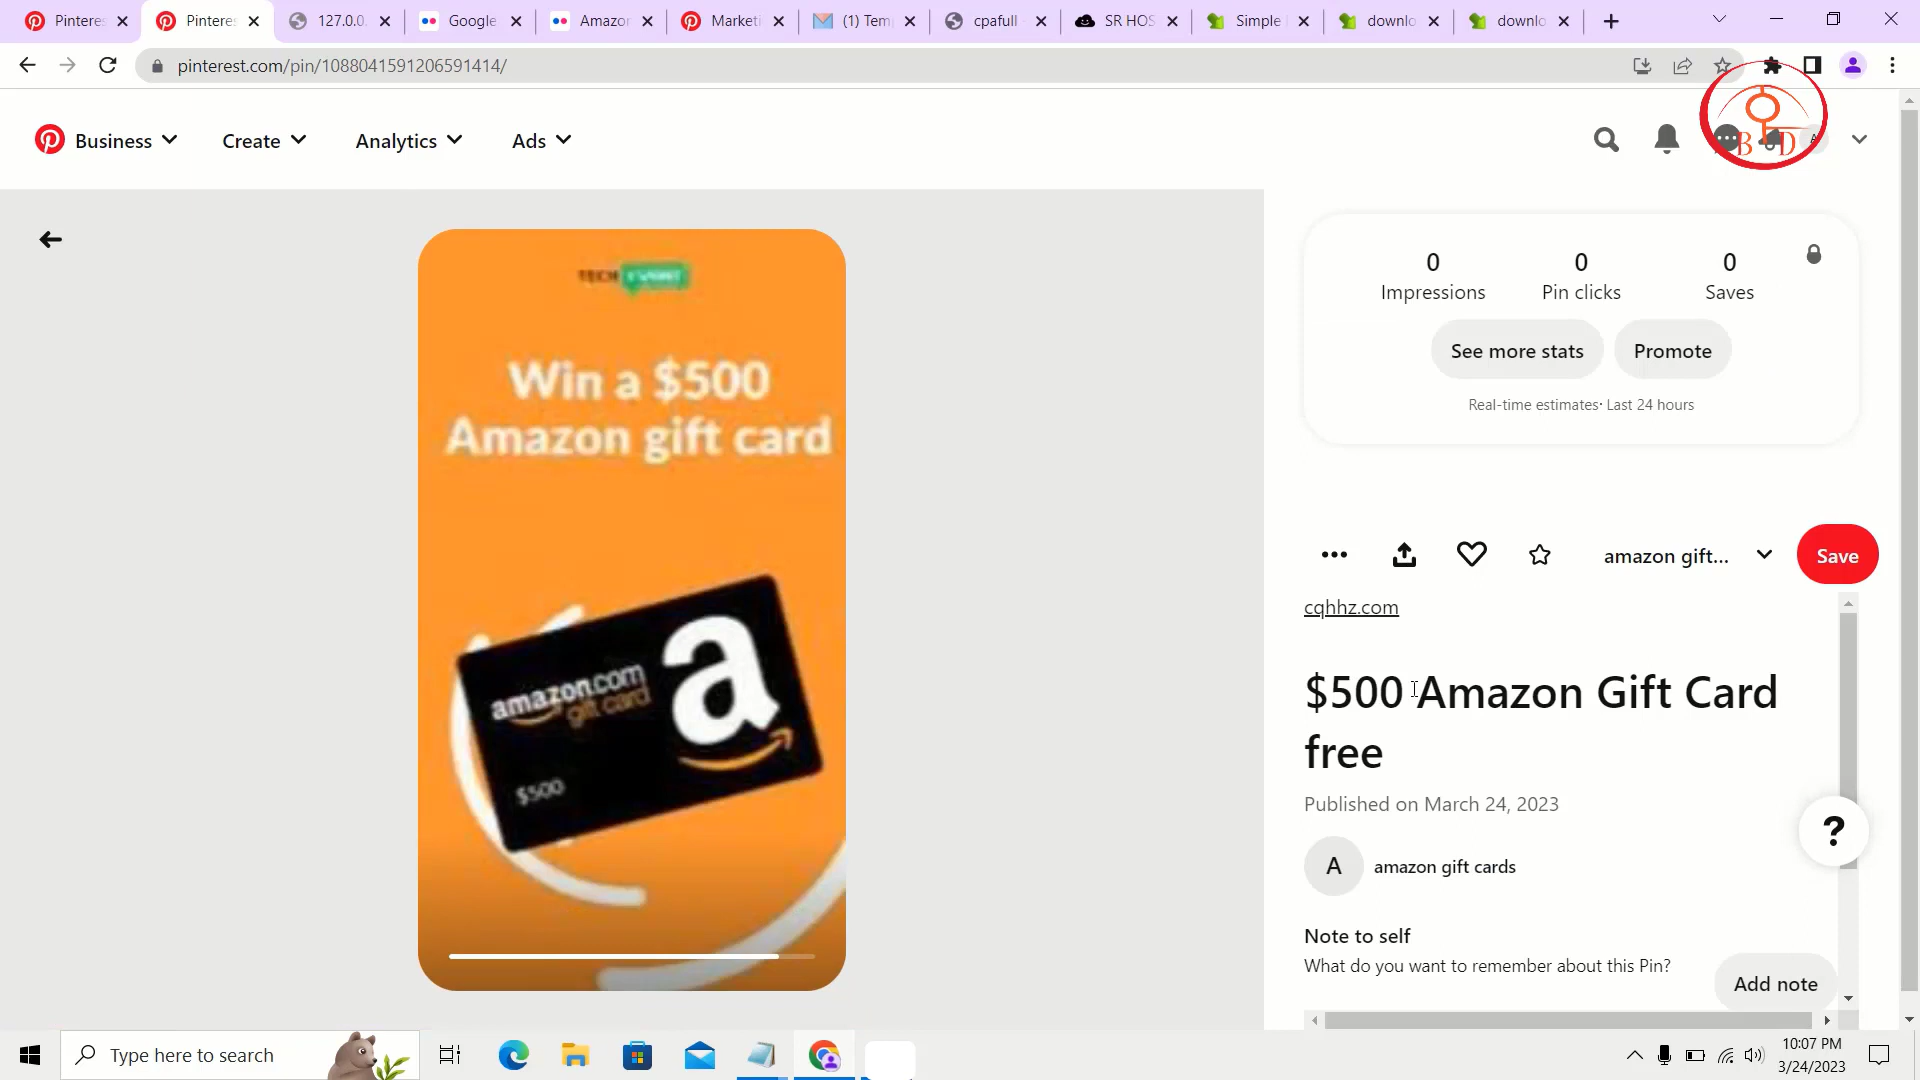 Pinteres
Pinteres
127.0.0.
Google
Amazon
Marketi
(1) Tem
cpafull
SR HOS
Simple
downlo
downlo
pinterest.com/pin/1088041591206591414/
Business
Create
Analytics
Ads
B D
0
Impressions
0
Pin clicks
0
Saves
See more stats
Promote
Real-time estimates· Last 24 hours
TECH
Win a $500
Amazon gift card
amazon.com
gift card
a
$500
amazon gift...
Save
cqhhz.com
$500 Amazon Gift Card
free
Published on March 24, 2023
A
amazon gift cards
Note to self
What do you want to remember about this Pin?
Add note
?
Type here to search
10:07 PM
3/24/2023